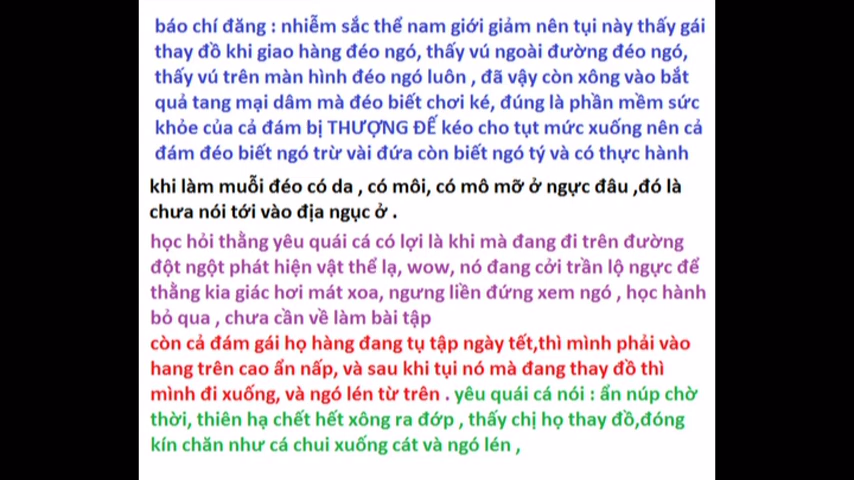 báo chí đăng : nhiễm sắc thể nam giới giảm nên tụi này thấy gái
thay đồ khi giao hàng đéo ngó, thấy vú ngoài đường đéo ngó,
thấy vú trên màn hình đéo ngó luôn , đã vậy còn xông vào bắt
quả tang mại dâm mà đéo biết chơi ké, đúng là phần mềm sức
khỏe của cả đám bị THƯỢNG ĐẾ kéo cho tụt mức xuống nên cả
đám đéo biết ngó trừ vài đứa còn biết ngó tý và có thực hành
khi làm muỗi đéo có da , có môi, có mô mỡ ở ngực đâu ,đó là
chưa nói tới vào địa ngục ở .
học hỏi thằng yêu quái cá có lợi là khi mà đang đi trên đường
đột ngột phát hiện vật thể lạ, wow, nó đang cởi trần lộ ngực để
thằng kia giác hơi mát xoa, ngưng liền đứng xem ngó , học hành
bỏ qua , chưa cần về làm bài tập
còn cả đám gái họ hàng đang tụ tập ngày tết,thì mình phải vào
hang trên cao ẩn nấp, và sau khi tụi nó mà đang thay đồ thì
mình đi xuống, và ngó lén từ trên . yêu quái cá nói : ẩn núp chờ
thời, thiên hạ chết hết xông ra đớp , thấy chị họ thay đồ,đóng
kín chăn như cá chui xuống cát và ngó lén ,